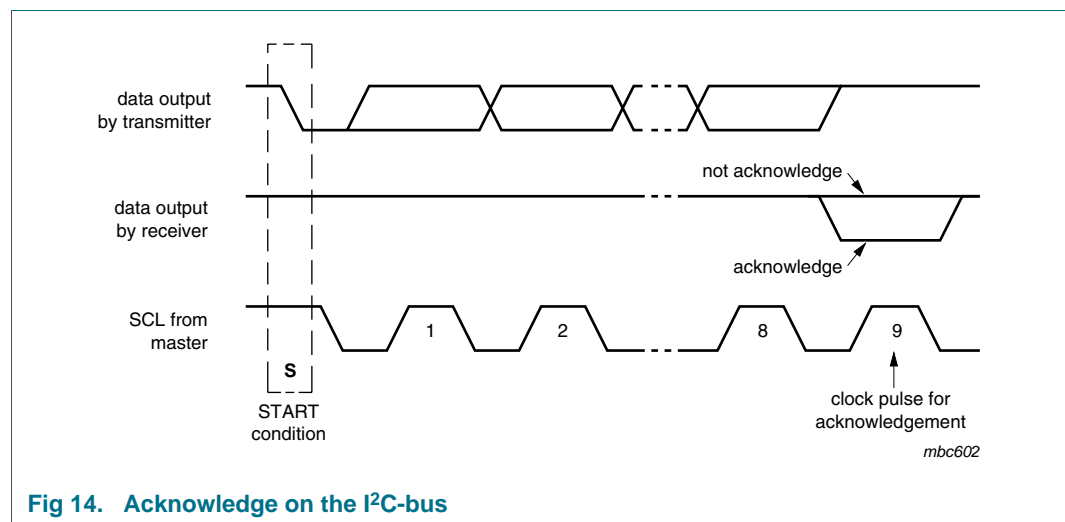 data output
by transmitter
not acknowledge
data output
by receiver
acknowledge
SCL from
master
1
2
8
9
S
START
condition
clock pulse for
acknowledgement
mbc602
Fig 14. Acknowledge on the I²C-bus